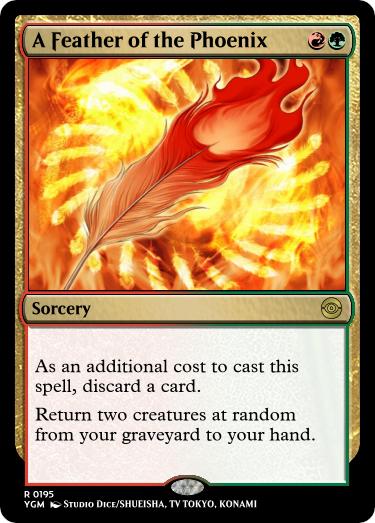 A Feather of the Phoenix
Sorcery
As an additional cost to cast this
spell, discard a card.
Return two creatures at random
from your graveyard to your hand.
R 0195
YGM Studio Dice/SHUEISHA, TV TOKYO, KONAMI